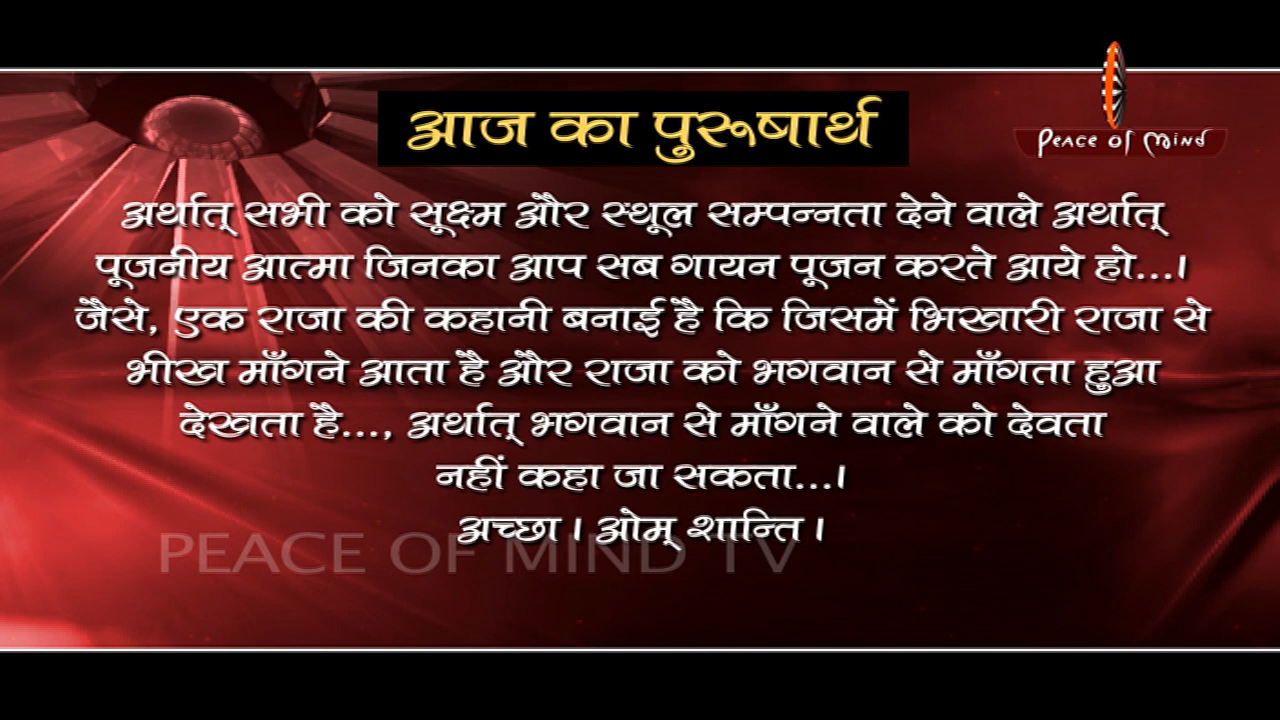 आज का पुरूषार्थ
Peace of Mind
अर्थात् सभी को सूक्ष्म और स्थूल सम्पन्नता देने वाले अर्थात्
पूजनीय आत्मा जिनका आप सब गायन पूजन करते आये हो...।
जैसे, एक राजा की कहानी बनाई है कि जिसमें भिखारी राजा से
भीख माँगने आता है और राजा को भगवान से माँगता हुआ
देखता है..., अर्थात् भगवान से माँगने वाले को देवता
नहीं कहा जा सकता...।
अच्छा। ओम् शान्ति।
PEACE OF MIND TV